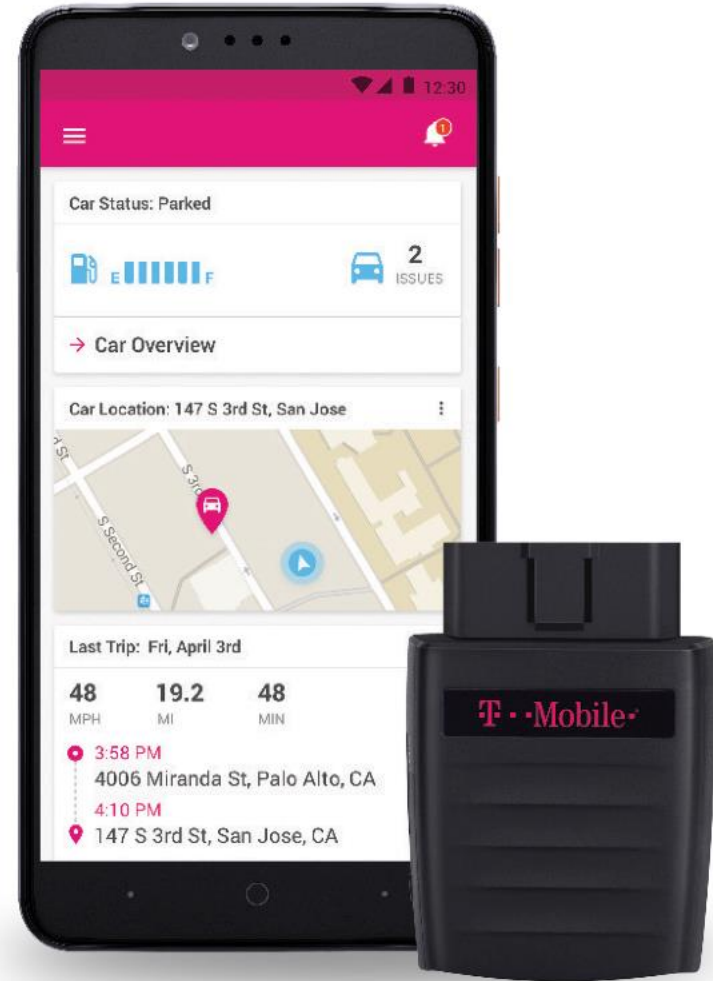 12:30
1
Car Status: Parked
E F
2
ISSUES
→ Car Overview
Car Location: 147 S 3rd St, San Jose
d St
S 3rd
S Second St
Last Trip: Fri, April 3rd
48 19.2 48
MPH MI MIN
3:58 PM
4006 Miranda St, Palo Alto, CA
4:10 PM
147 S 3rd St, San Jose, CA
T··Mobile·